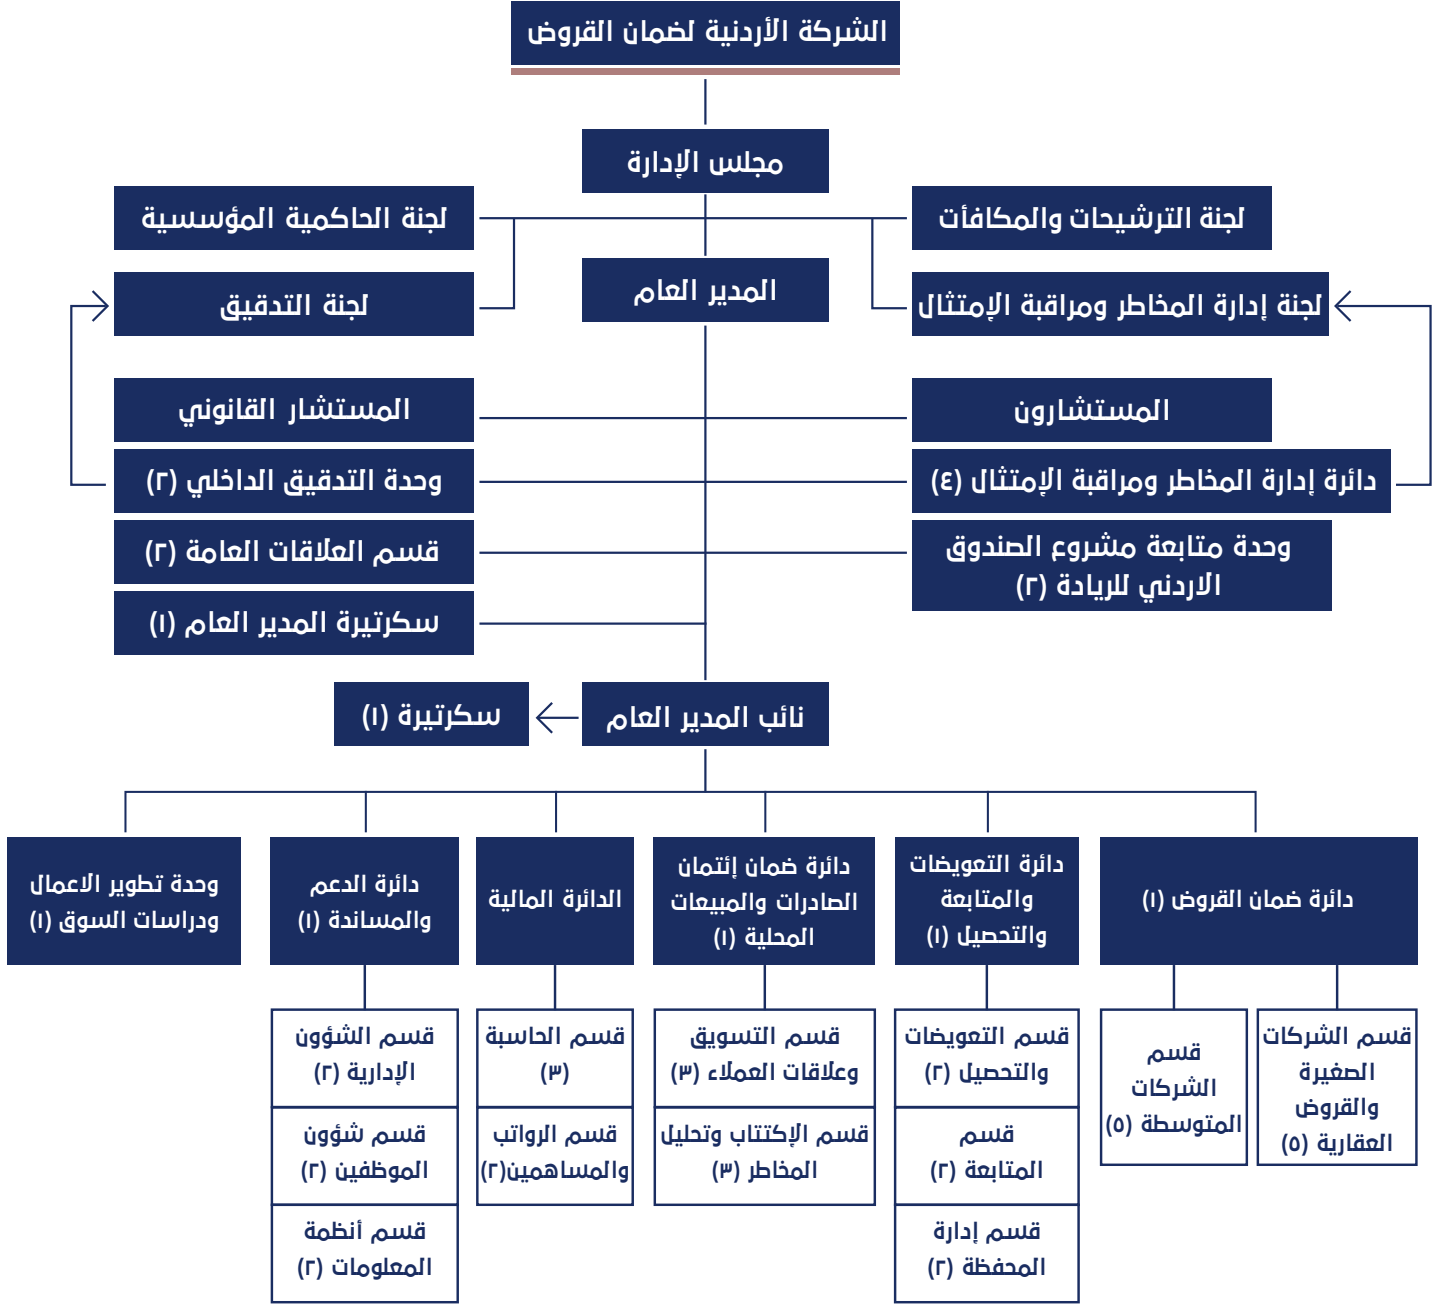 الشركة الأردنية لضمان القروض
مجلس الإدارة
لجنة الترشيحات والمكافأت
لجنة الحاكمية المؤسسية
المدير العام
لجنة إدارة المخاطر ومراقبة الإمتثال
لجنة التدقيق
المستشارون
المستشار القانوني
دائرة إدارة المخاطر ومراقبة الإمتثال (٤)
وحدة التدقيق الداخلي (٢)
وحدة متابعة مشروع الصندوق
الاردني للريادة (٢)
قسم العلاقات العامة (٢)
سكرتيرة المدير العام (١)
نائب المدير العام
سكرتيرة (١)
دائرة ضمان القروض (١)
دائرة التعويضات
والمتابعة
والتحصيل (١)
دائرة ضمان إئتمان
الصادرات والمبيعات
المحلية (١)
الدائرة المالية
دائرة الدعم
والمساندة (١)
وحدة تطوير الاعمال
ودراسات السوق (١)
قسم الشركات
الصغيرة
والقروض
العقارية (٥)
قسم
الشركات
المتوسطة (٥)
قسم التعويضات
والتحصيل (٢)
قسم
المتابعة (٢)
قسم إدارة
المحفظة (٢)
قسم التسويق
وعلاقات العملاء (٣)
قسم الإكتتاب وتحليل
المخاطر (٣)
قسم الحاسبة
(٣)
قسم الرواتب
والمساهمين(٢)
قسم الشؤون
الإدارية (٢)
قسم شؤون
الموظفين (٢)
قسم أنظمة
المعلومات (٢)